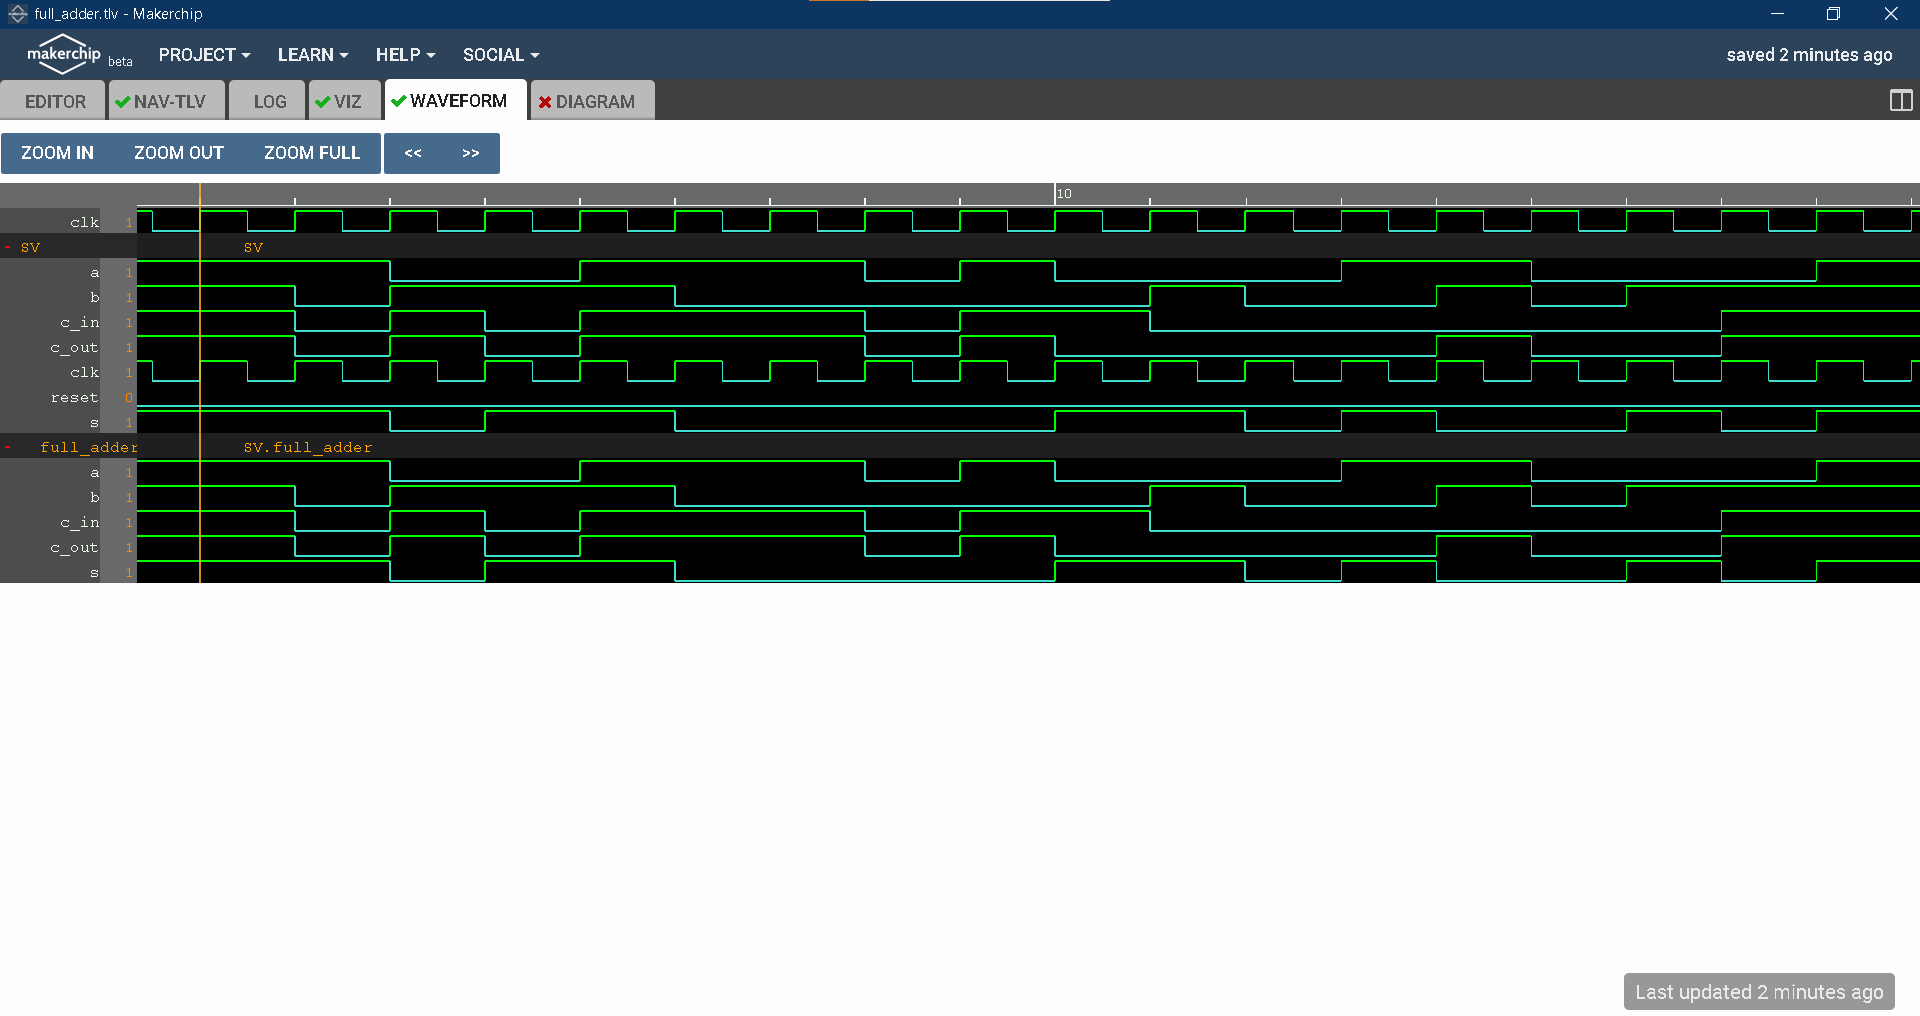 full_adder.tlv - Makerchip
makerchip beta PROJECT LEARN HELP SOCIAL saved 2 minutes ago
EDITOR NAV-TLV LOG VIZ WAVEFORM DIAGRAM
ZOOM IN ZOOM OUT ZOOM FULL << >>
10
clk 1
- SV SV
a 1
b 1
c_in 1
c_out 1
clk 1
reset 0
s 1
- full_adder SV.full_adder
a 1
b 1
c_in 1
c_out 1
s 1
Last updated 2 minutes ago